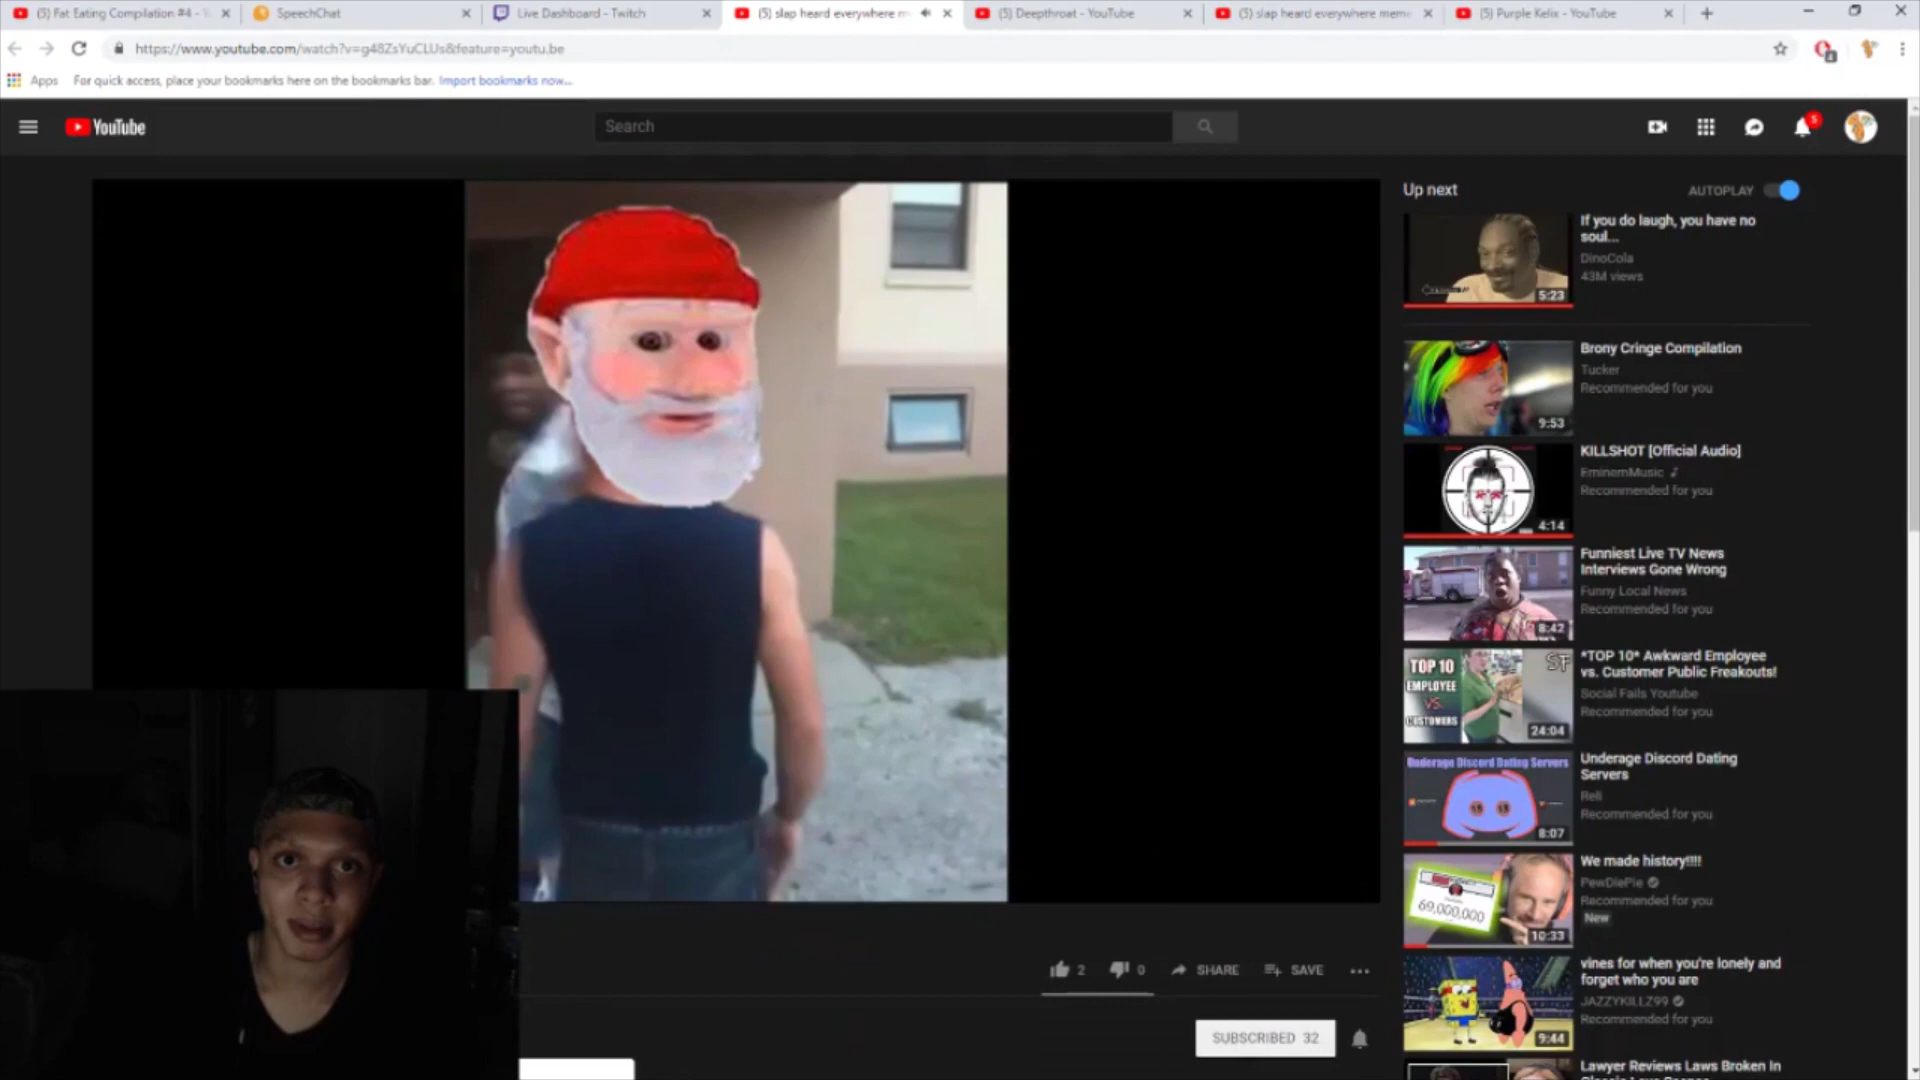 (5) Fat Eating Compilation #4 -
SpeechChat
Live Dashboard - Twitch
(5) slap heard everywhere m
(5) Deepthroat - YouTube
(5) slap heard everywhere meme
(5) Purple Kelix - YouTube
https://www.youtube.com/watch?v=g48ZsYuCLUs&feature=youtu.be
Apps
For quick access, place your bookmarks here on the bookmarks bar. Import bookmarks now...
YouTube
Search
5
Up next
AUTOPLAY
If you do laugh, you have no
soul...
DinoCola
43M views
5:23
Brony Cringe Compilation
Tucker
Recommended for you
9:53
KILLSHOT [Official Audio]
EminemMusic
Recommended for you
4:14
Funniest Live TV News
Interviews Gone Wrong
Funny Local News
Recommended for you
8:42
TOP 10
EMPLOYEE
VS.
CUSTOMERS
SF
24:04
*TOP 10* Awkward Employee
vs. Customer Public Freakouts!
Social Fails Youtube
Recommended for you
Underage Discord Dating Servers
8:07
Underage Discord Dating
Servers
Reli
Recommended for you
69,000,000
10:33
We made history!!!!
PewDiePie
Recommended for you
New
vines for when you're lonely and
forget who you are
JAZZYKILLZ99
Recommended for you
9:44
Lawyer Reviews Laws Broken In
2
0
SHARE
SAVE
SUBSCRIBED 32